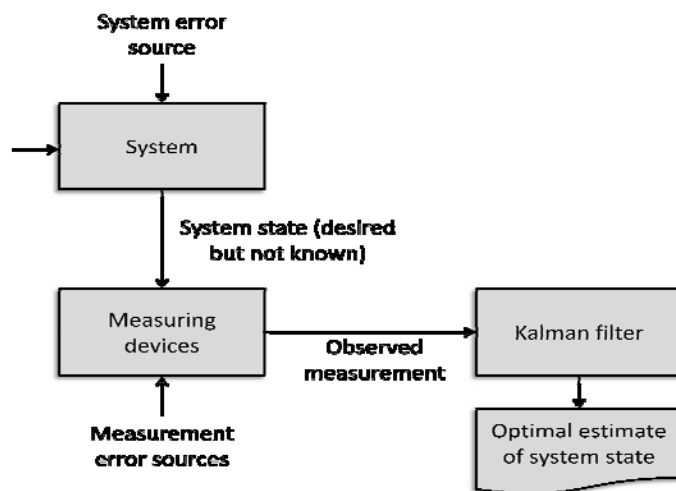 System error
source
System
System state (desired
but not known)
Measuring
devices
Observed
measurement
Kalman filter
Measurement
error sources
Optimal estimate
of system state